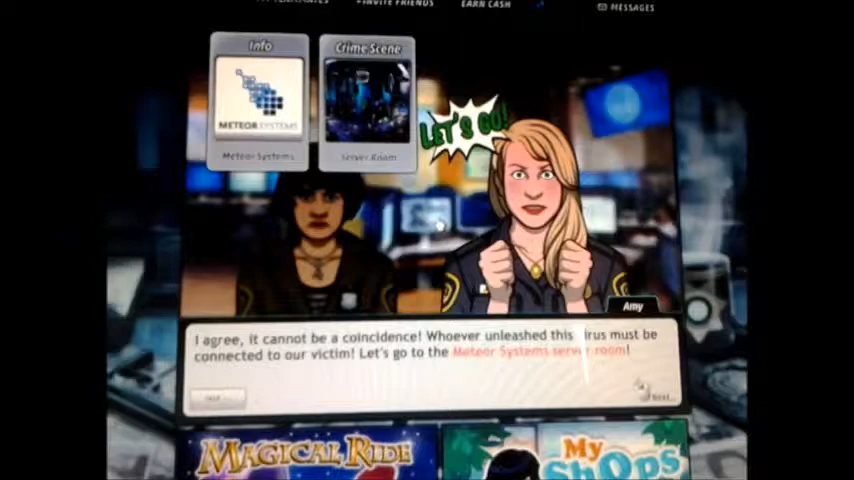 +INVITE FRIENDS
EARN CASH
MESSAGES
Info
Crime Scene
METEOR SYSTEMS
Meteor Systems
Server Room
LET'S GO!
Amy
I agree, it cannot be a coincidence! Whoever unleashed this virus must be
connected to our victim! Let's go to the Meteor Systems server room!
Next...
MAGICAL RIDE
My
Shops